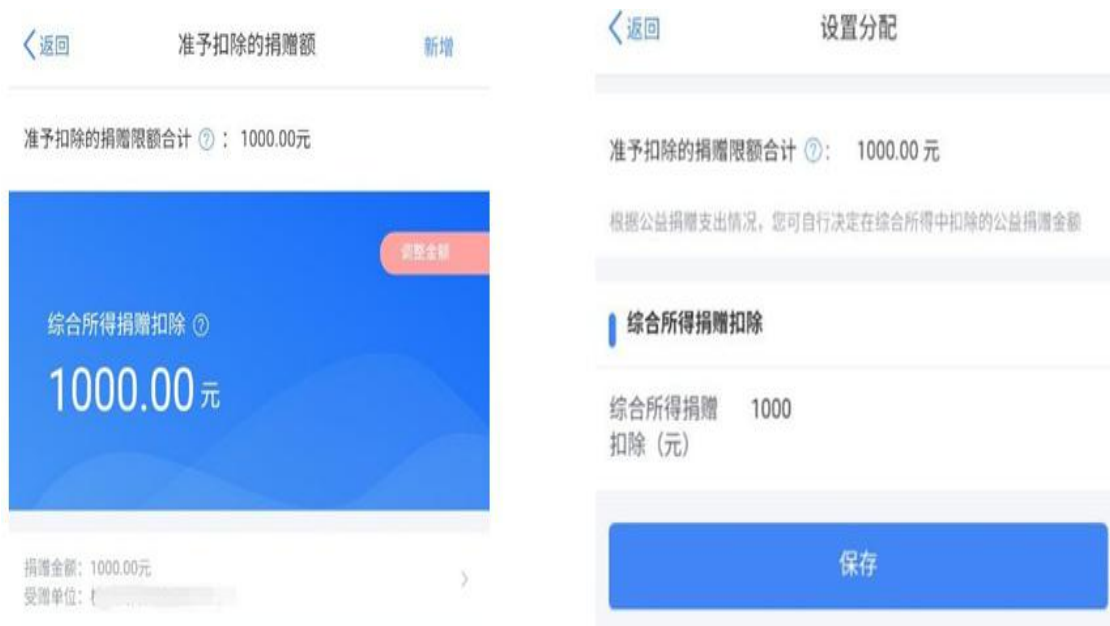 返回
准予扣除的捐赠额
新增
准予扣除的捐赠限额合计 ? : 1000.00元
调整金额
综合所得捐赠扣除 ?
1000.00元
捐赠金额：1000.00元
受赠单位：
返回
设置分配
准予扣除的捐赠限额合计 ? : 1000.00 元
根据公益捐赠支出情况，您可自行决定在综合所得中扣除的公益捐赠金额
综合所得捐赠扣除
综合所得捐赠 1000
扣除（元）
保存